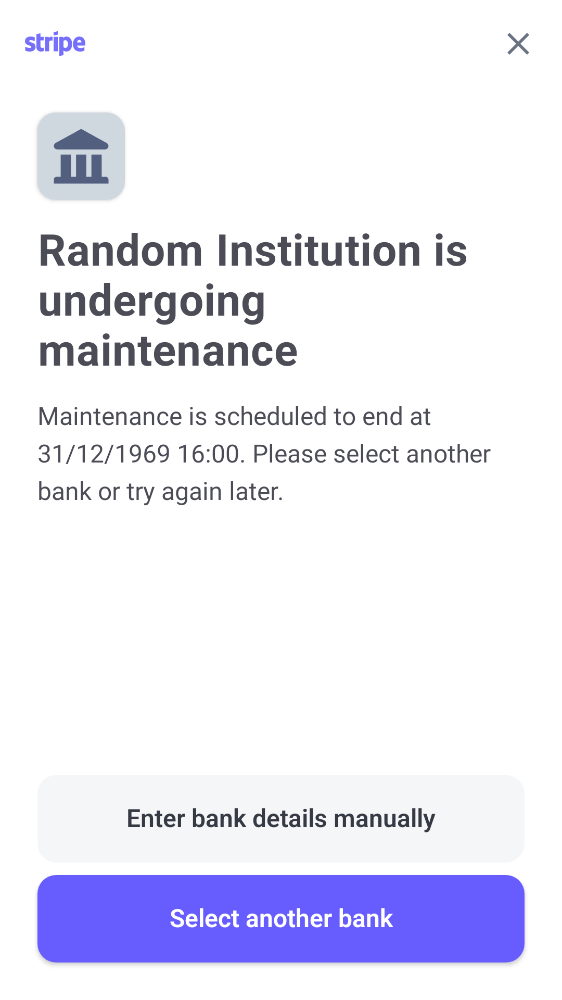 stripe
Random Institution is
undergoing
maintenance
Maintenance is scheduled to end at
31/12/1969 16:00. Please select another
bank or try again later.
Enter bank details manually
Select another bank